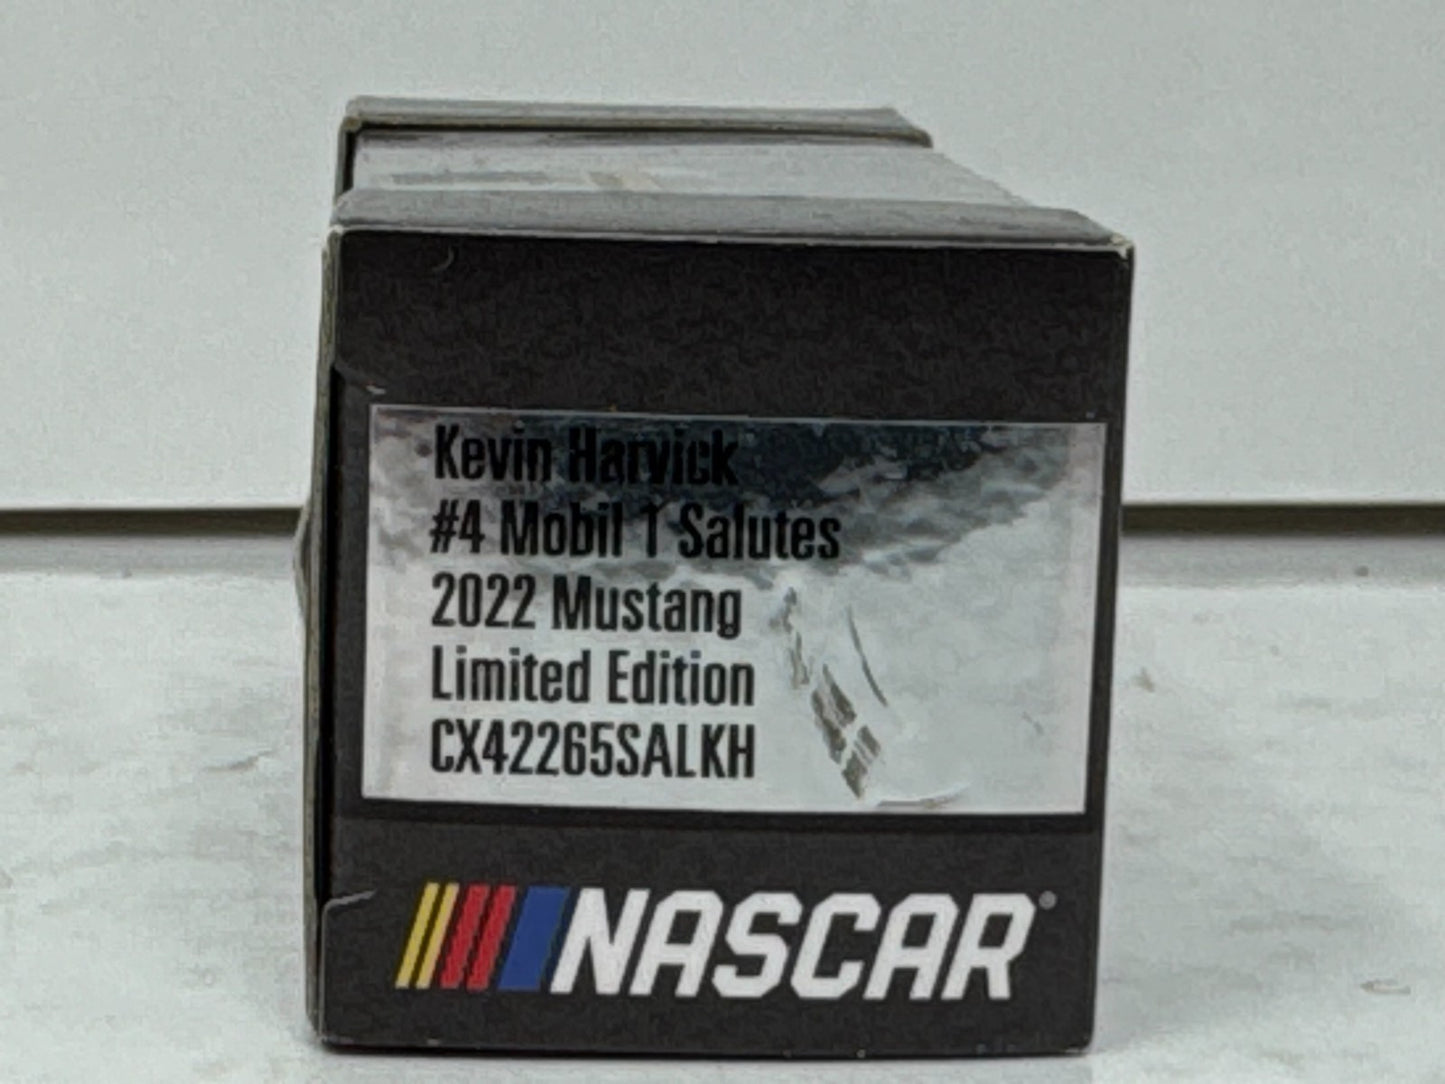 Kevin Harvick
#4 Mobil 1 Salutes
2022 Mustang
Limited Edition
CX42265SALKH
NASCAR®